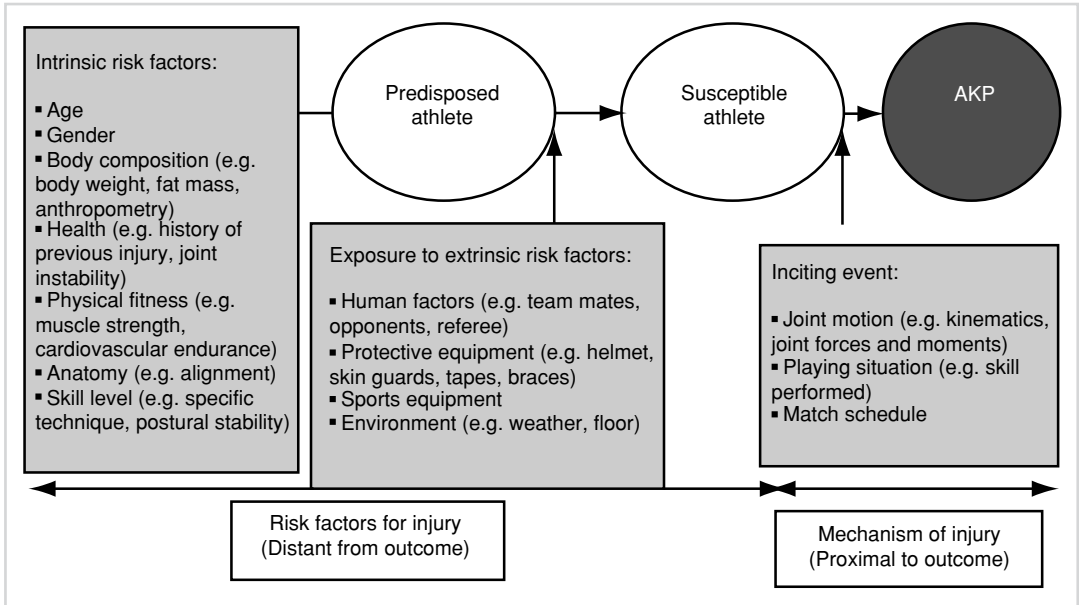 Intrinsic risk factors:
▪ Age
▪ Gender
▪ Body composition (e.g.
body weight, fat mass,
anthropometry)
▪ Health (e.g. history of
previous injury, joint
instability)
▪ Physical fitness (e.g.
muscle strength,
cardiovascular endurance)
▪ Anatomy (e.g. alignment)
▪ Skill level (e.g. specific
technique, postural stability)
Predisposed
athlete
Susceptible
athlete
AKP
Exposure to extrinsic risk factors:
▪ Human factors (e.g. team mates,
opponents, referee)
▪ Protective equipment (e.g. helmet,
skin guards, tapes, braces)
▪ Sports equipment
▪ Environment (e.g. weather, floor)
Inciting event:
▪ Joint motion (e.g. kinematics,
joint forces and moments)
▪ Playing situation (e.g. skill
performed)
▪ Match schedule
Risk factors for injury
(Distant from outcome)
Mechanism of injury
(Proximal to outcome)